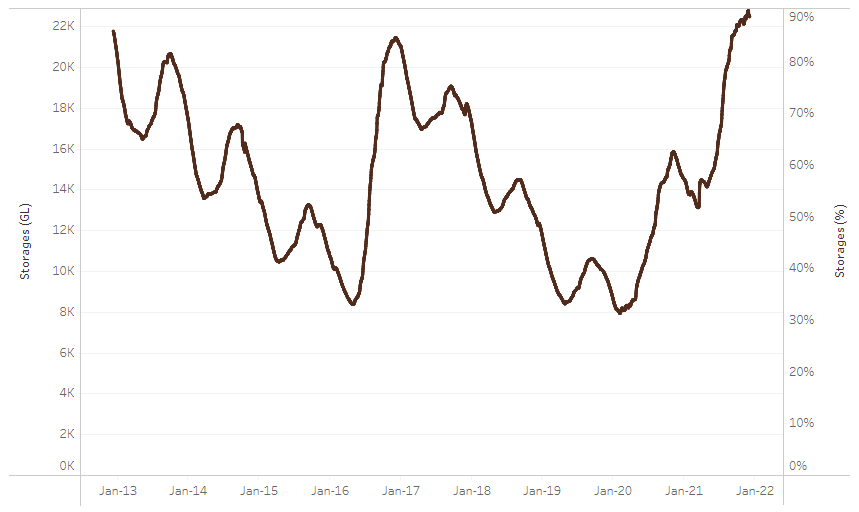 22K
20K
18K
16K
14K
12K
10K
8K
6K
4K
2K
0K
Storages (GL)
90%
80%
70%
60%
50%
40%
30%
20%
10%
0%
Storages (%)
Jan-13 Jan-14 Jan-15 Jan-16 Jan-17 Jan-18 Jan-19 Jan-20 Jan-21 Jan-22